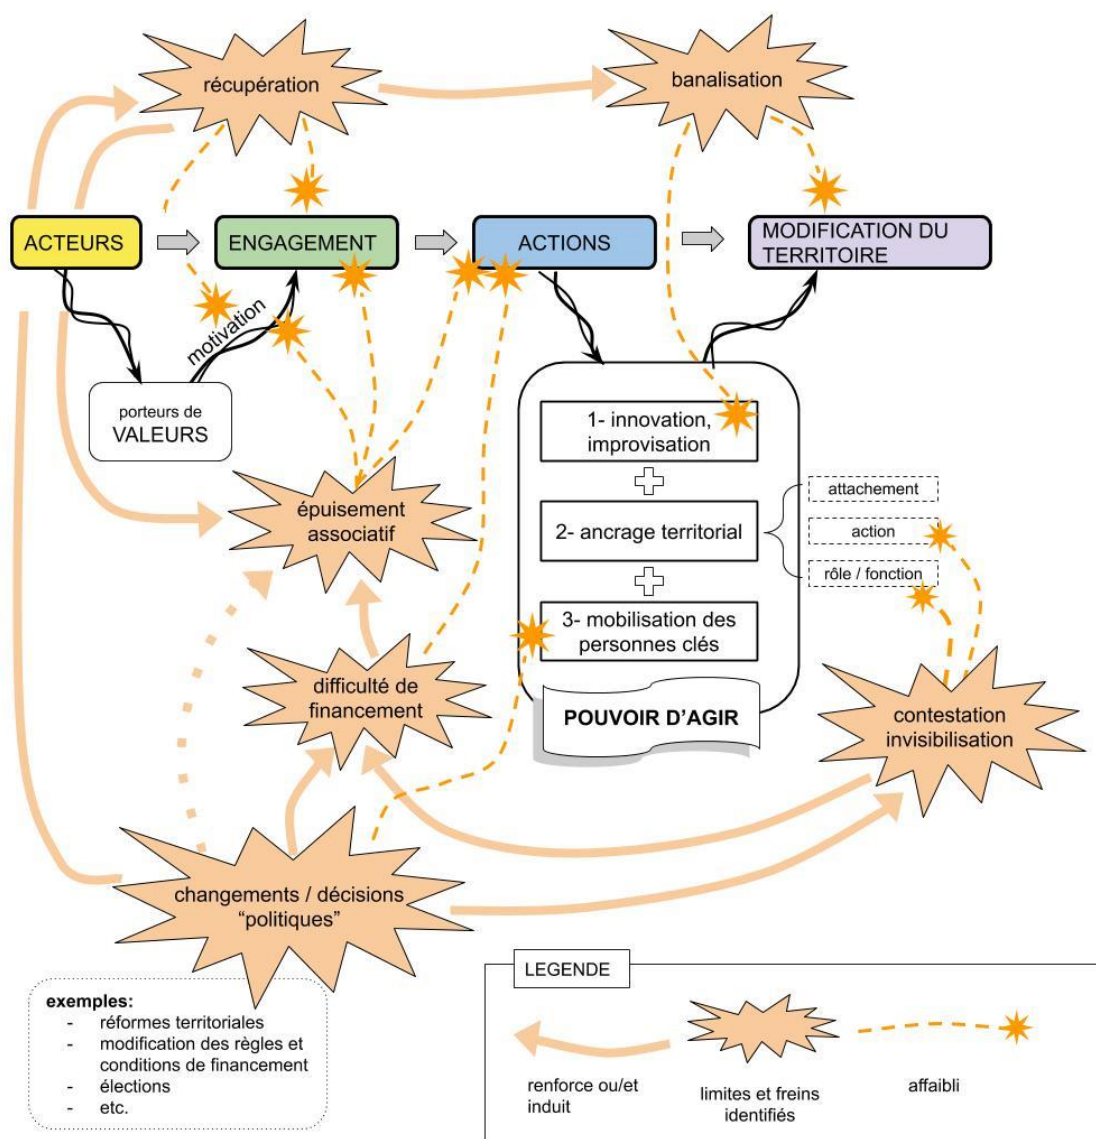 récupération
banalisation
ACTEURS
ENGAGEMENT
ACTIONS
MODIFICATION DU
TERRITOIRE
motivation
porteurs de
VALEURS
1- innovation,
improvisation
épuisement
associatif
2- ancrage territorial
attachement
action
rôle / fonction
3- mobilisation des
personnes clés
difficulté de
financement
POUVOIR D'AGIR
contestation
invisibilisation
changements / décisions
“politiques”
exemples:
- réformes territoriales
- modification des règles et
conditions de financement
- élections
- etc.
LEGENDE
renforce ou/et
induit
limites et freins
identifiés
affaibli